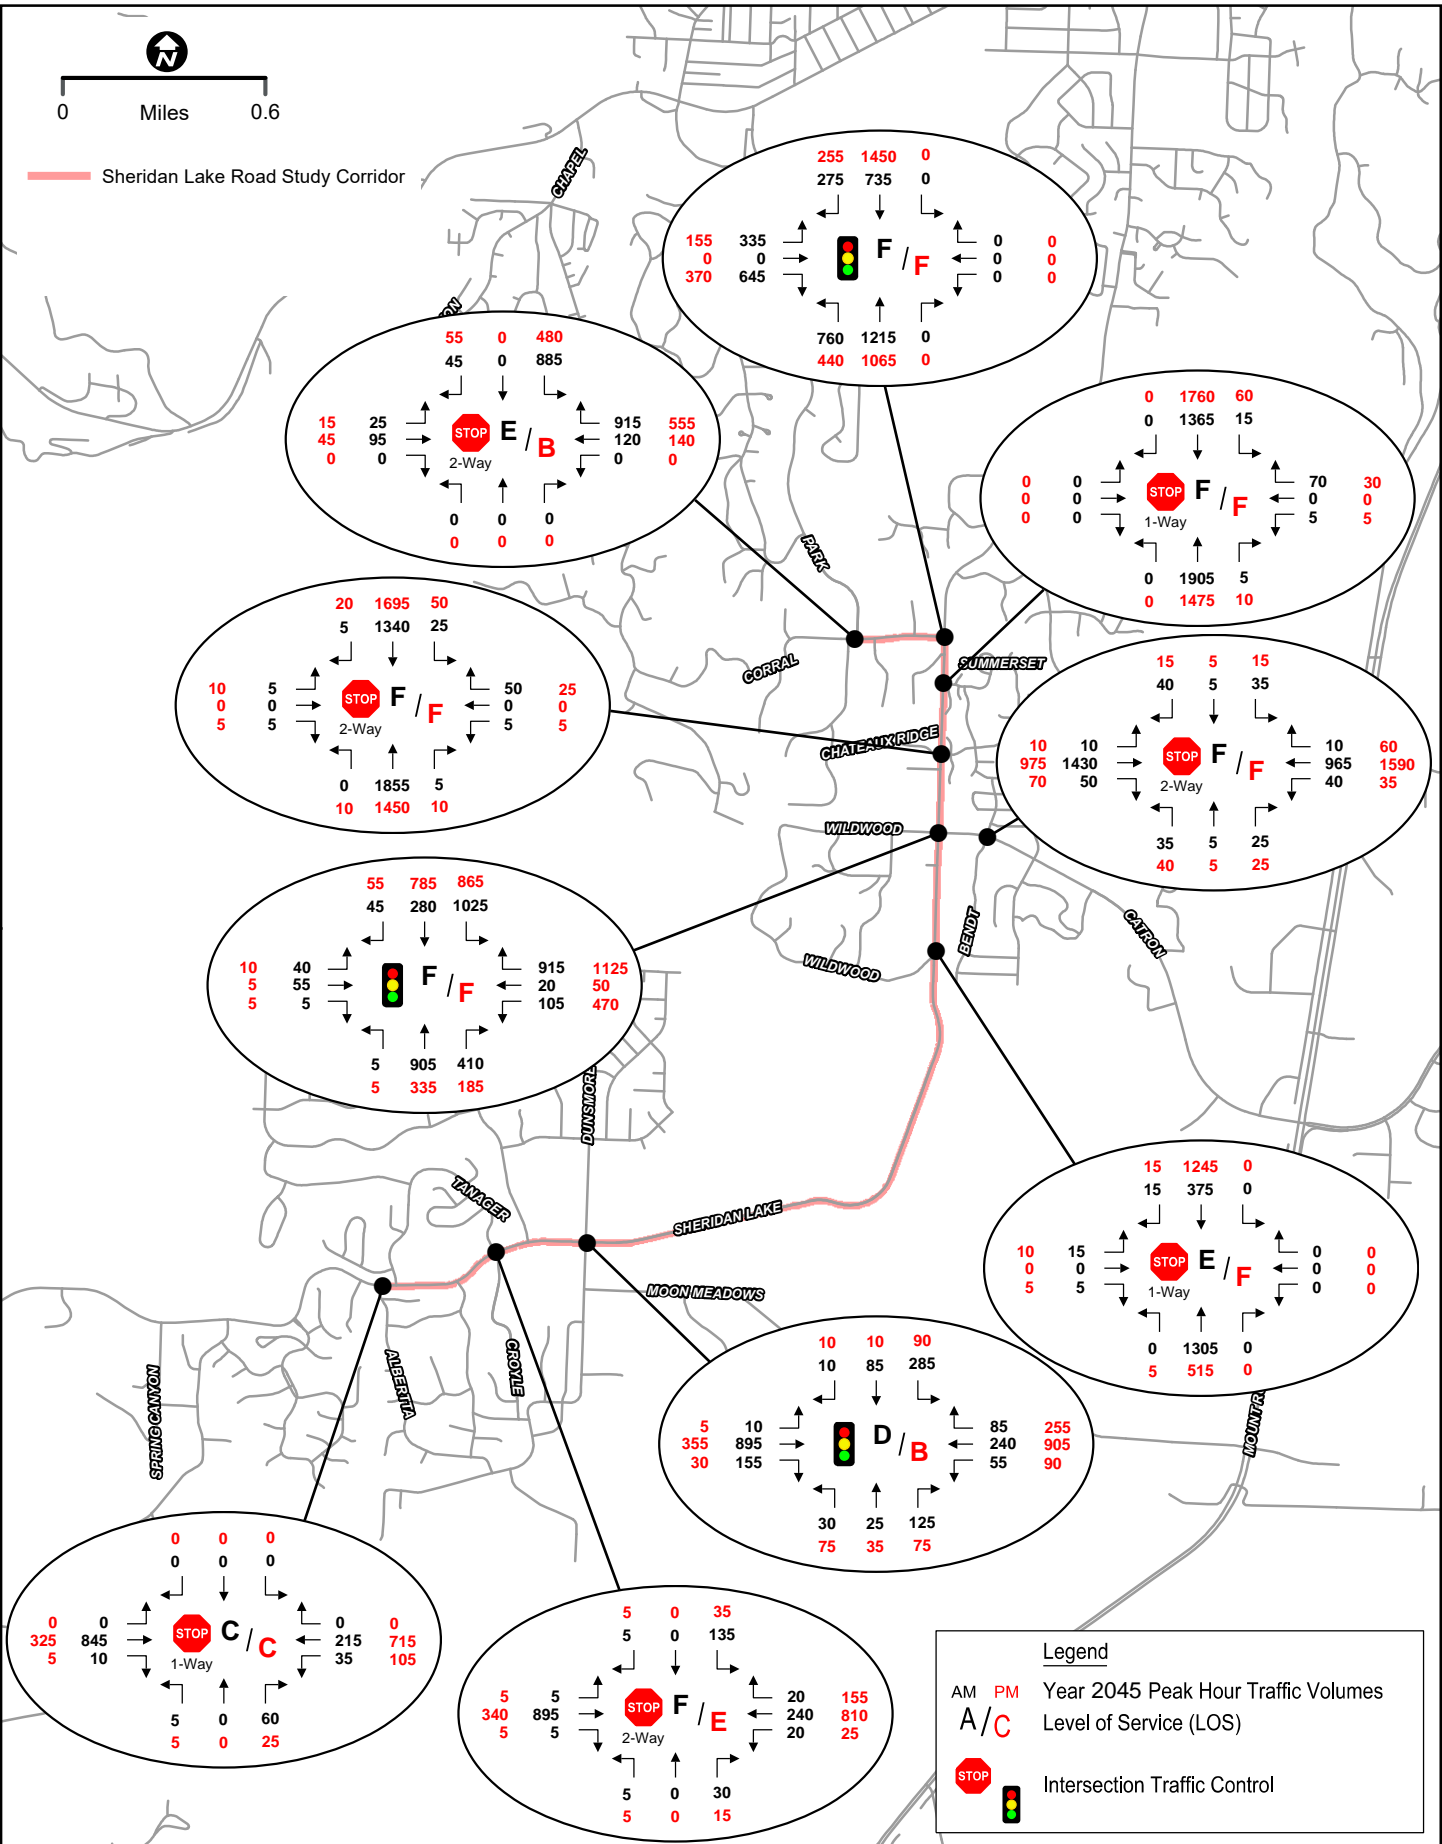 N
0 Miles 0.6
Sheridan Lake Road Study Corridor
CHAPEL
255 1450 0
275 735 0
155 335
0 0
370 645
F / F
0 0
0 0
0 0
760 1215 0
440 1065 0
55 0 480
45 0 885
15 25
45 95
0 0
STOP
2-Way
E / B
915 555
120 140
0 0
0 0 0
0 0 0
0 1760 60
0 1365 15
0 0
0 0
0 0
STOP
1-Way
F / F
70 30
0 0
5 5
0 1905 5
0 1475 10
PARK
CORRAL
SUMMERSET
20 1695 50
5 1340 25
10 5
0 0
5 5
STOP
2-Way
F / F
50 25
0 0
5 5
0 1855 5
10 1450 10
CHATEAUX RIDGE
15 5 15
40 5 35
10 10
975 1430
70 50
STOP
2-Way
F / F
10 60
965 1590
40 35
35 5 25
40 5 25
WILDWOOD
55 785 865
45 280 1025
10 40
5 55
5 5
F / F
915 1125
20 50
105 470
5 905 410
5 335 185
BENDT
CATRON
WILDWOOD
DUNSMORE
TANAGER
SHERIDAN LAKE
MOON MEADOWS
15 1245 0
15 375 0
10 15
0 0
5 5
STOP
1-Way
E / F
0 0
0 0
0 0
0 1305 0
5 515 0
SPRING CANYON
ALBERTTA
CROYLE
10 10 90
10 85 285
5 10
355 895
30 155
D / B
85 255
240 905
55 90
30 25 125
75 35 75
0 0 0
0 0 0
0 0
325 845
5 10
STOP
1-Way
C / C
0 0
215 715
35 105
5 0 60
5 0 25
5 0 35
5 0 135
5 5
340 895
5 5
STOP
2-Way
F / E
20 155
240 810
20 25
5 0 30
5 0 15
Legend
AM PM Year 2045 Peak Hour Traffic Volumes
A / C Level of Service (LOS)
STOP Intersection Traffic Control